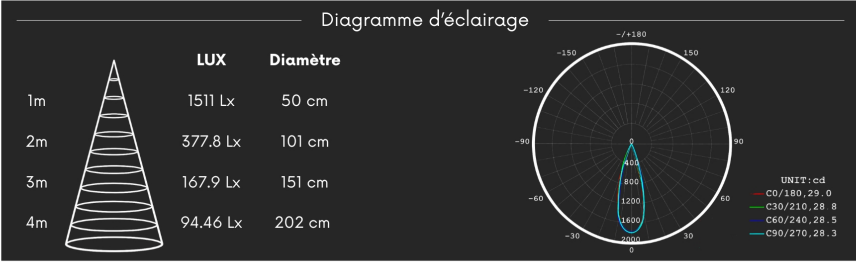 Diagramme d'éclairage
LUX Diamètre
1m 1511 Lx 50 cm
2m 377.8 Lx 101 cm
3m 167.9 Lx 151 cm
4m 94.46 Lx 202 cm
-/+180
-150 150
-120 120
-90 0 90
400
800
-60 60
1200
1600
-30 30
2000
0
UNIT:cd
C0/180,29.0
C30/210,28 8
C60/240,28.5
C90/270,28.3